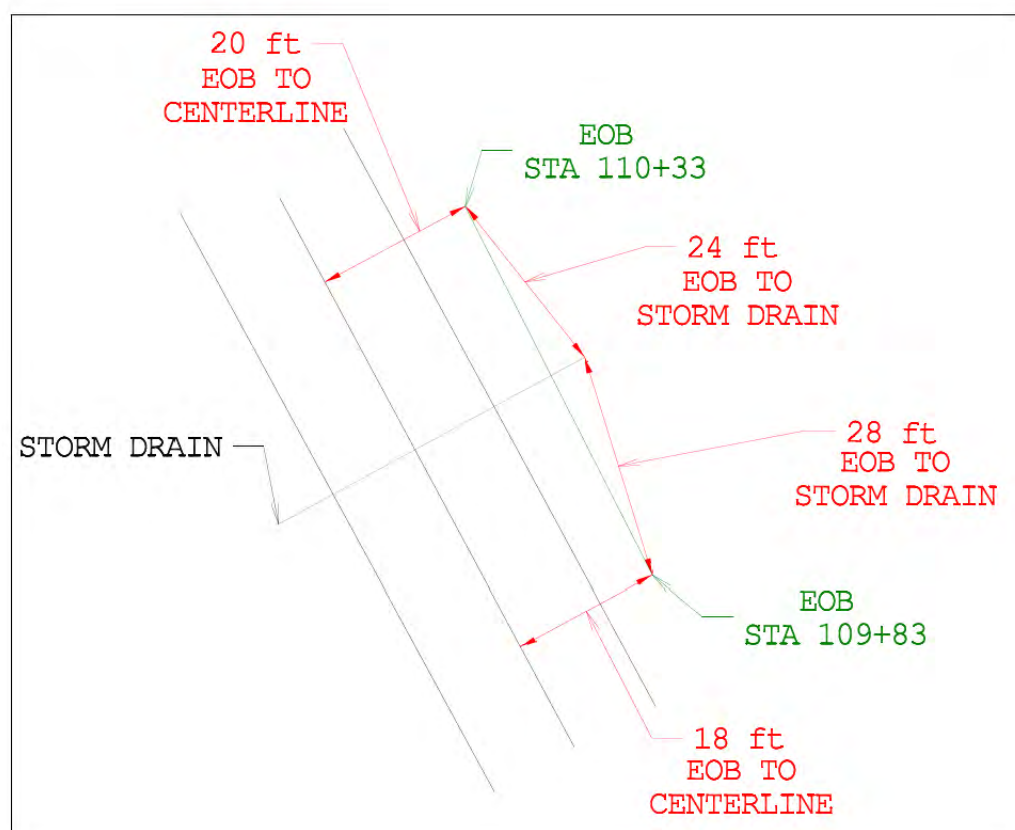 20 ft
EOB TO
CENTERLINE
EOB
STA 110+33
24 ft
EOB TO
STORM DRAIN
STORM DRAIN
28 ft
EOB TO
STORM DRAIN
EOB
STA 109+83
18 ft
EOB TO
CENTERLINE